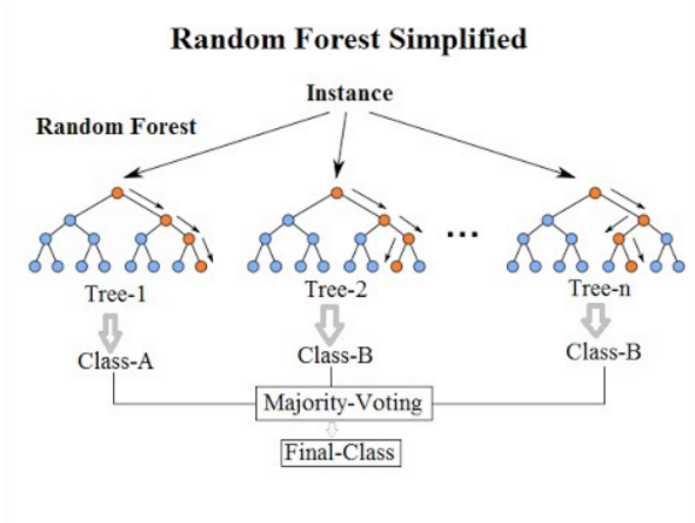 Random Forest Simplified
Instance
Random Forest
...
Tree-1
Tree-2
Tree-n
Class-A
Class-B
Class-B
Majority-Voting
Final-Class